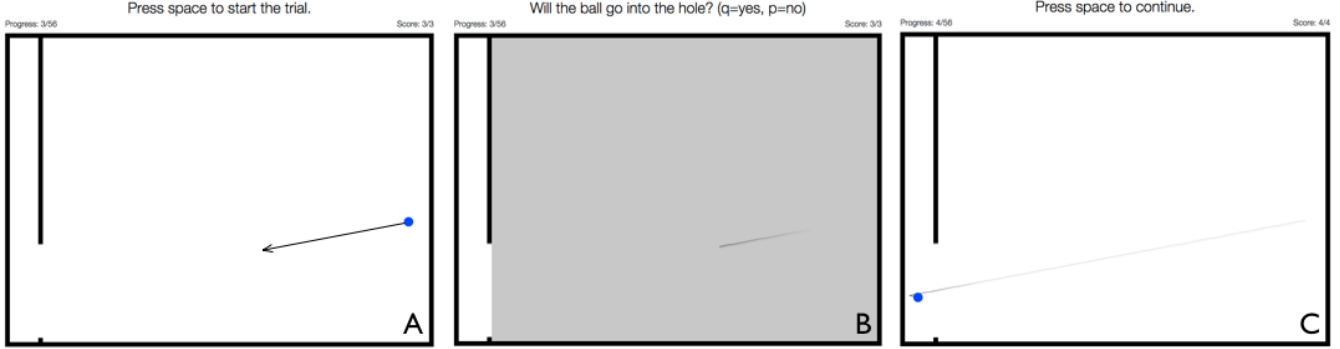 Press space to start the trial.
Progress: 3/56
Score: 3/3
A
Will the ball go into the hole? (q=yes, p=no)
Progress: 3/56
Score: 3/3
B
Press space to continue.
Progress: 4/56
Score: 4/4
C